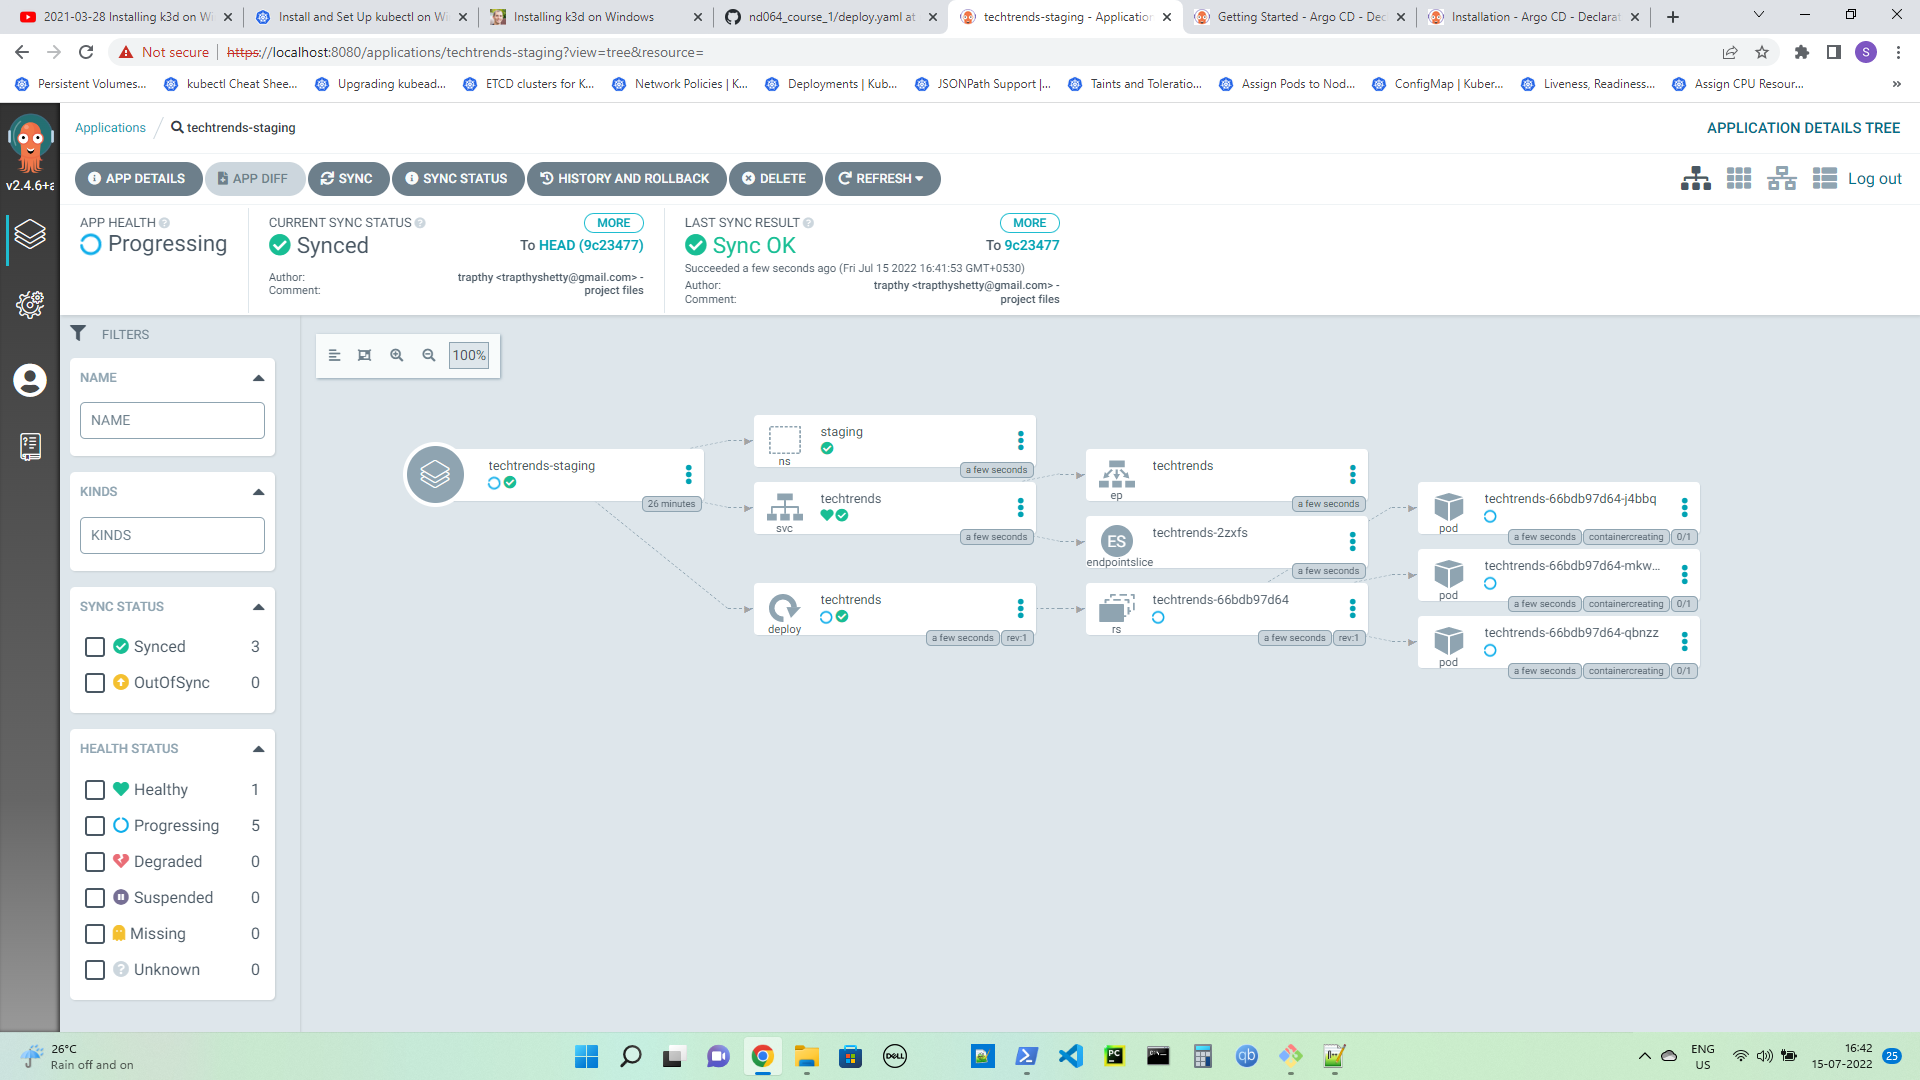 2021-03-28 Installing k3d on Wi
Install and Set Up kubectl on Wi
Installing k3d on Windows
nd064_course_1/deploy.yaml at
techtrends-staging - Application
Getting Started - Argo CD - Dec
Installation - Argo CD - Declarat
Not secure
https://localhost:8080/applications/techtrends-staging?view=tree&resource=
S
Persistent Volumes...
kubectl Cheat Shee...
Upgrading kubead...
ETCD clusters for K...
Network Policies | K...
Deployments | Kub...
JSONPath Support |...
Taints and Toleratio...
Assign Pods to Nod...
ConfigMap | Kuber...
Liveness, Readiness...
Assign CPU Resour...
»
v2.4.6+a
Applications / techtrends-staging
APPLICATION DETAILS TREE
APP DETAILS
APP DIFF
SYNC
SYNC STATUS
HISTORY AND ROLLBACK
DELETE
REFRESH
Log out
APP HEALTH
Progressing
CURRENT SYNC STATUS
MORE
Synced
To HEAD (9c23477)
Author:
trapthy <trapthyshetty@gmail.com> -
Comment:
project files
LAST SYNC RESULT
MORE
Sync OK
To 9c23477
Succeeded a few seconds ago (Fri Jul 15 2022 16:41:53 GMT+0530)
Author:
trapthy <trapthyshetty@gmail.com> -
Comment:
project files
FILTERS
NAME
NAME
KINDS
KINDS
SYNC STATUS
Synced 3
OutOfSync 0
HEALTH STATUS
Healthy 1
Progressing 5
Degraded 0
Suspended 0
Missing 0
Unknown 0
100%
techtrends-staging
26 minutes
staging
ns
a few seconds
techtrends
svc
a few seconds
techtrends
deploy
a few seconds
rev:1
techtrends
ep
a few seconds
ES
techtrends-2zxfs
endpointslice
a few seconds
techtrends-66bdb97d64
rs
a few seconds
rev:1
techtrends-66bdb97d64-j4bbq
pod
a few seconds
containercreating
0/1
techtrends-66bdb97d64-mkw...
pod
a few seconds
containercreating
0/1
techtrends-66bdb97d64-qbnzz
pod
a few seconds
containercreating
0/1
26°C
Rain off and on
DELL
PC
qb
ENG
US
16:42
15-07-2022
25